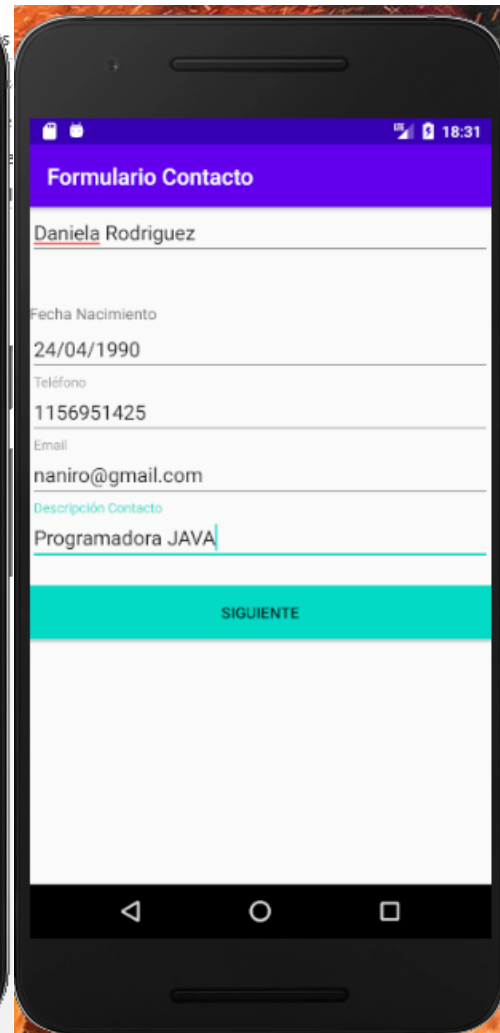 18:31
Formulario Contacto
Daniela Rodriguez
Fecha Nacimiento
24/04/1990
Teléfono
1156951425
Email
naniro@gmail.com
Descripción Contacto
Programadora JAVA
SIGUIENTE